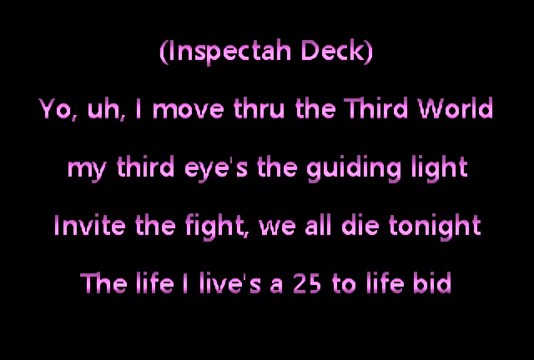 (Inspectah Deck)
Yo, uh, I move thru the Third World
my third eye's the guiding light
Invite the fight, we all die tonight
The life I live's a 25 to life bid